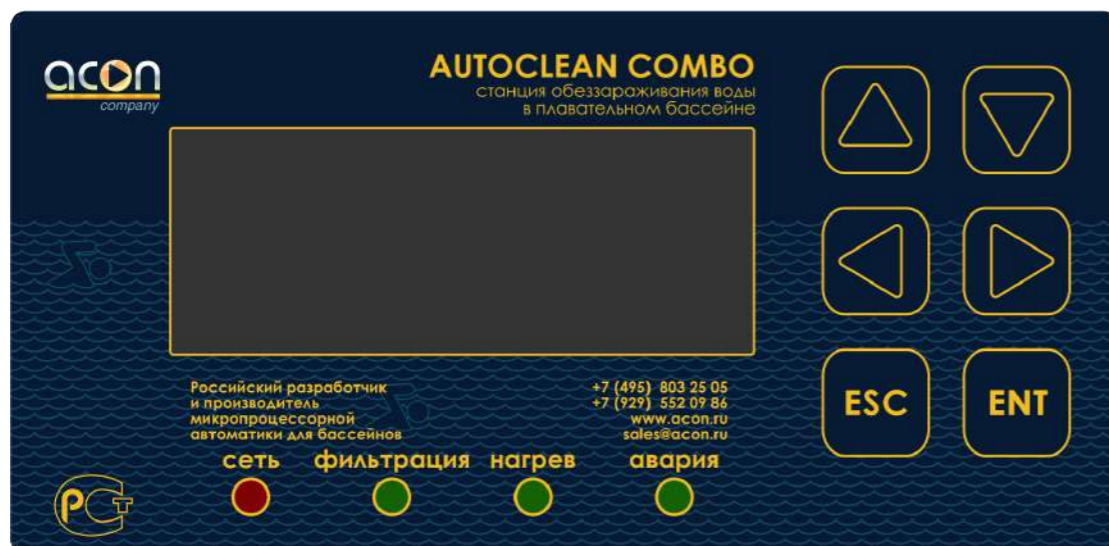 acon
company
AUTOCLEAN COMBO
станция обеззараживания воды
в плавательном бассейне
Российский разработчик
и производитель
микропроцессорной
автоматики для бассейнов
+7 (495) 803 25 05
+7 (929) 552 09 86
www.acon.ru
sales@acon.ru
ESC
ENT
сеть фильтрация нагрев авария
РСТ